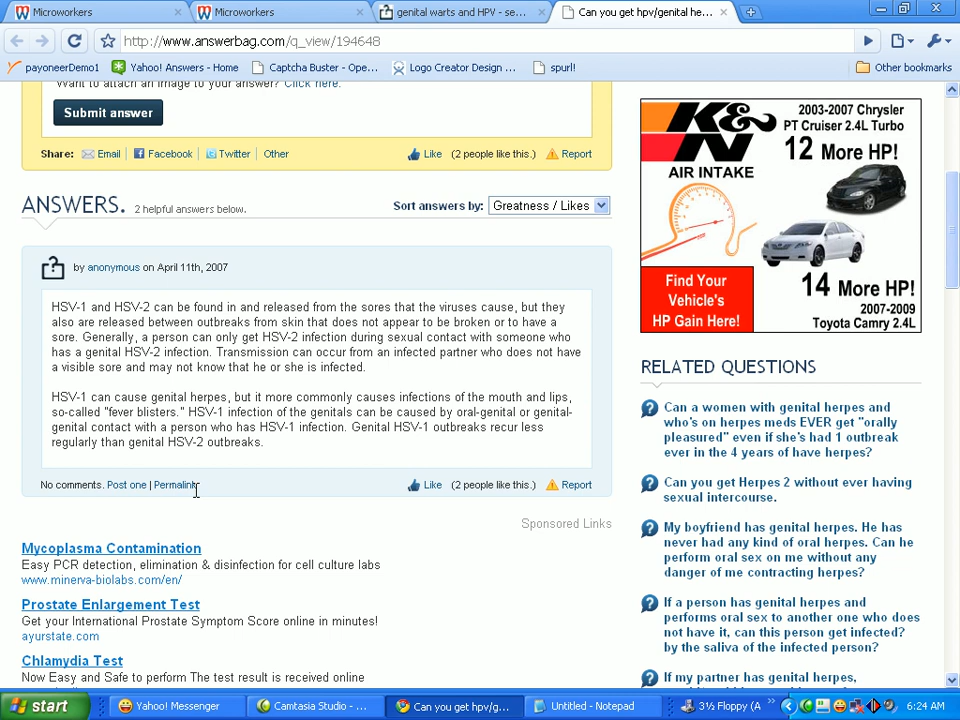 Microworkers
Microworkers
genital warts and HPV - se...
Can you get hpv/genital he...
http://www.answerbag.com/q_view/194648
payoneerDemo1
Yahoo! Answers - Home
Captcha Buster - Ope...
Logo Creator Design ...
spurl!
Other bookmarks
Want to attach an image to your answer? Click here.
Submit answer
Share: Email | Facebook Twitter Other
Like (2 people like this.) Report
ANSWERS. 2 helpful answers below.
Sort answers by: Greatness / Likes
by anonymous on April 11th, 2007
HSV-1 and HSV-2 can be found in and released from the sores that the viruses cause, but they
also are released between outbreaks from skin that does not appear to be broken or to have a
sore. Generally, a person can only get HSV-2 infection during sexual contact with someone who
has a genital HSV-2 infection. Transmission can occur from an infected partner who does not have
a visible sore and may not know that he or she is infected.
HSV-1 can cause genital herpes, but it more commonly causes infections of the mouth and lips,
so-called "fever blisters." HSV-1 infection of the genitals can be caused by oral-genital or genital-
genital contact with a person who has HSV-1 infection. Genital HSV-1 outbreaks recur less
regularly than genital HSV-2 outbreaks.
No comments. Post one | Permalink
Like (2 people like this.) Report
Sponsored Links
Mycoplasma Contamination
Easy PCR detection, elimination & disinfection for cell culture labs
www.minerva-biolabs.com/en/
Prostate Enlargement Test
Get your International Prostate Symptom Score online in minutes!
ayurstate.com
Chlamydia Test
Now Easy and Safe to perform The test result is received online
K&N
AIR INTAKE
2003-2007 Chrysler
PT Cruiser 2.4L Turbo
12 More HP!
Find Your
Vehicle's
HP Gain Here!
14 More HP!
2007-2009
Toyota Camry 2.4L
RELATED QUESTIONS
Can a women with genital herpes and
who's on herpes meds EVER get "orally
pleasured" even if she's had 1 outbreak
ever in the 4 years of have herpes?
Can you get Herpes 2 without ever having
sexual intercourse.
My boyfriend has genital herpes. He has
never had any kind of oral herpes. Can he
perform oral sex on me without any
danger of me contracting herpes?
If a person has genital herpes and
performs oral sex to another one who does
not have it, can this person get infected?
by the saliva of the infected person?
If my partner has genital herpes,
start
Yahoo! Messenger
Camtasia Studio - ...
Can you get hpv/g...
Untitled - Notepad
3½ Floppy (A
6:24 AM